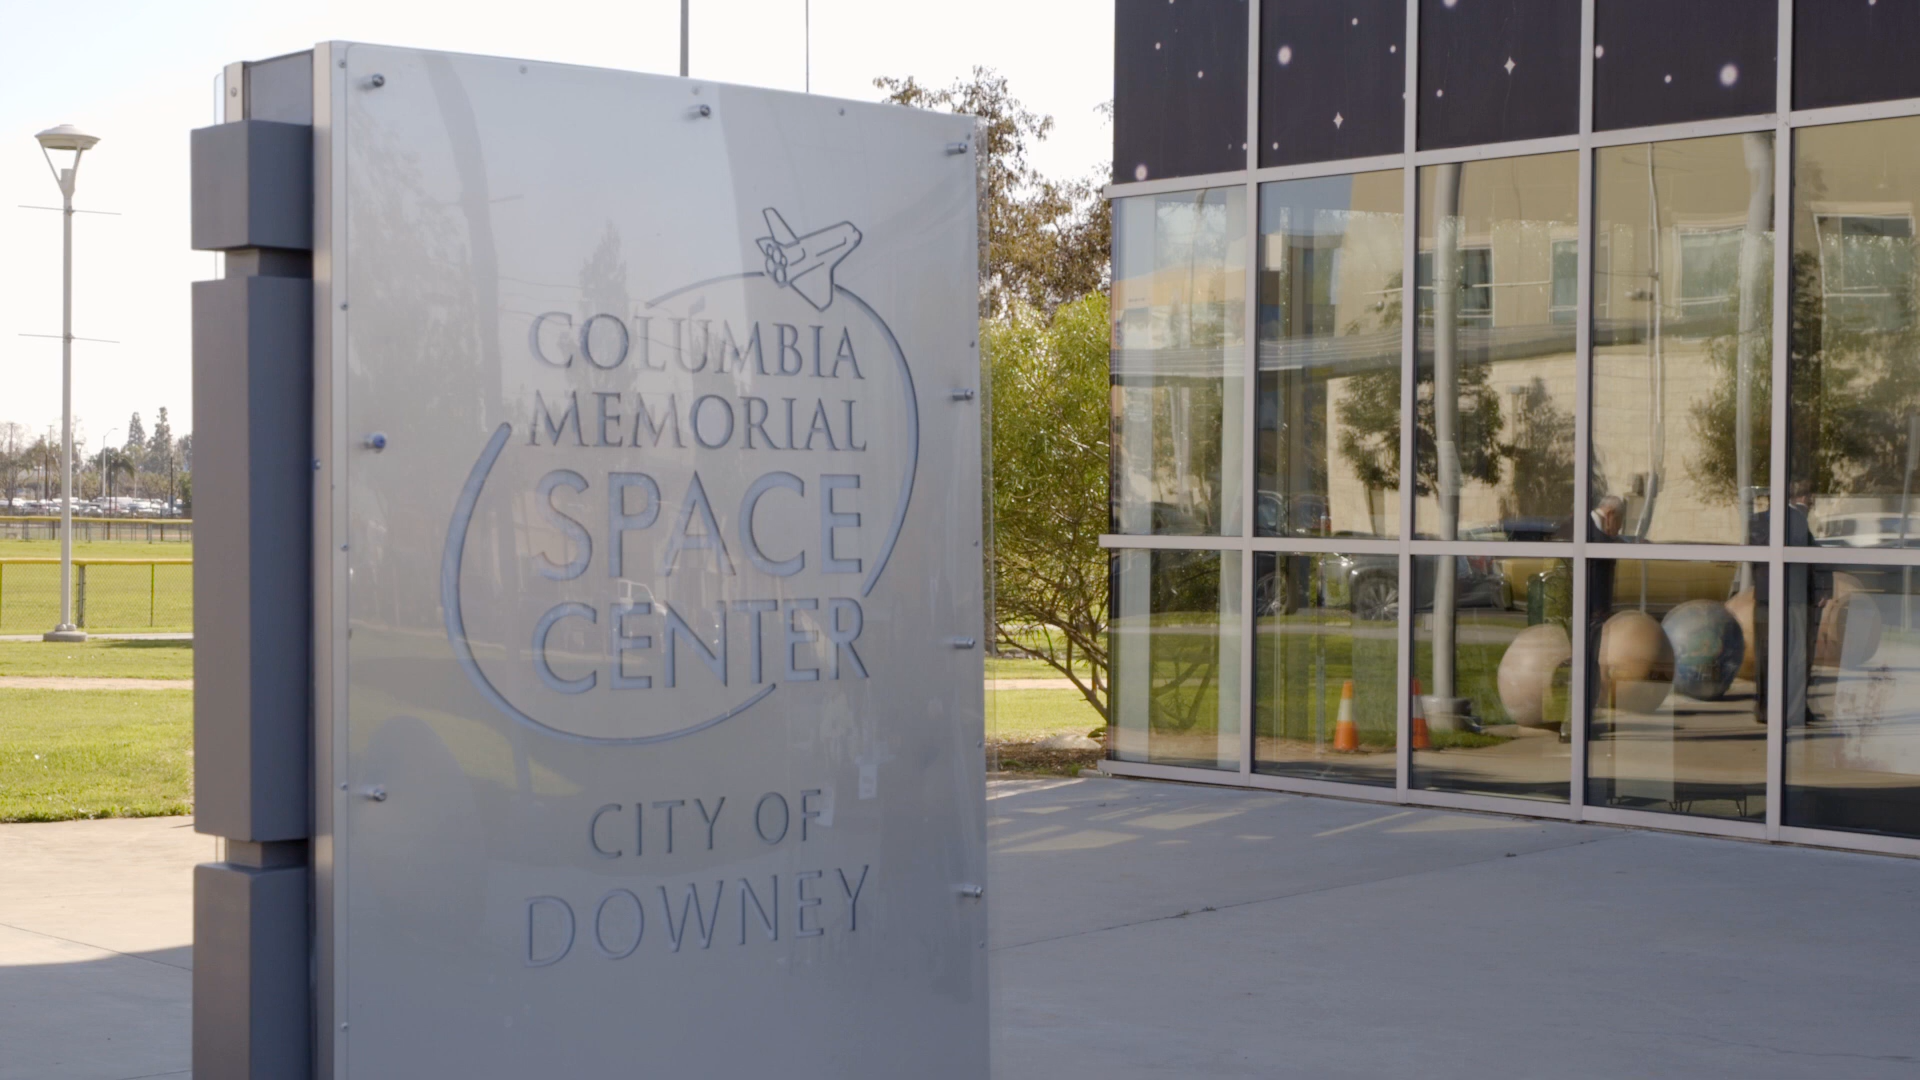 COLUMBIA
MEMORIAL
SPACE
CENTER
CITY OF
DOWNEY